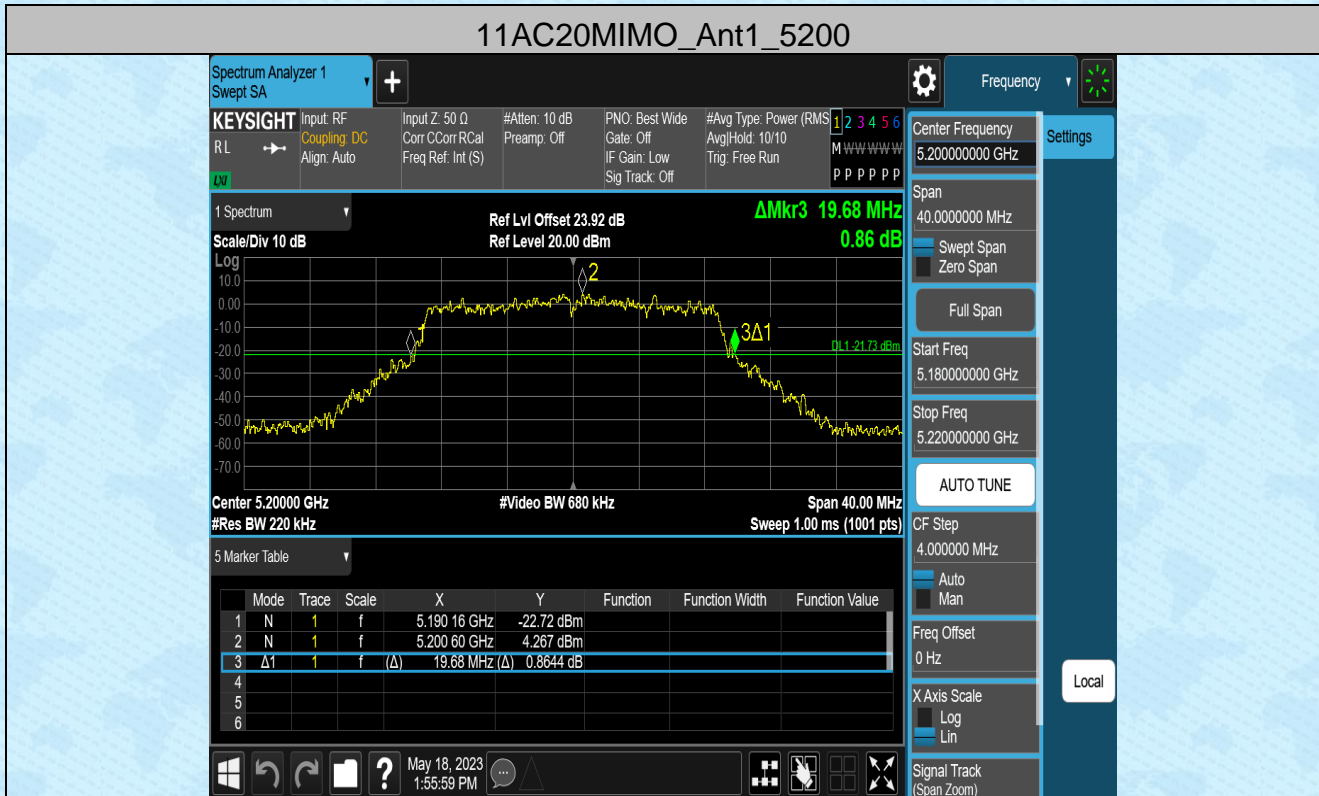 11AC20MIMO_Ant1_5200
Spectrum Analyzer 1
Swept SA
+
Frequency
KEYSIGHT
RL
LXI
Input: RF
Coupling: DC
Align: Auto
Input Z: 50 Ω
Corr CCorr RCal
Freq Ref: Int (S)
#Atten: 10 dB
Preamp: Off
PNO: Best Wide
Gate: Off
IF Gain: Low
Sig Track: Off
#Avg Type: Power (RMS
Avg|Hold: 10/10
Trig: Free Run
1 2 3 4 5 6
M W W W W W
P P P P P P
Center Frequency
5.200000000 GHz
Settings
Span
40.0000000 MHz
Swept Span
Zero Span
Full Span
Start Freq
5.180000000 GHz
Stop Freq
5.220000000 GHz
AUTO TUNE
CF Step
4.000000 MHz
Auto
Man
Freq Offset
0 Hz
X Axis Scale
Log
Lin
Local
Signal Track
(Span Zoom)
1 Spectrum
Scale/Div 10 dB
Ref Lvl Offset 23.92 dB
Ref Level 20.00 dBm
ΔMkr3 19.68 MHz
0.86 dB
Log
10.0
0.00
-10.0
-20.0
-30.0
-40.0
-50.0
-60.0
-70.0
1
2
3Δ1
DL1 -21.73 dBm
Center 5.20000 GHz
#Video BW 680 kHz
Span 40.00 MHz
#Res BW 220 kHz
Sweep 1.00 ms (1001 pts)
5 Marker Table
Mode Trace Scale X Y Function Function Width Function Value
1 N 1 f 5.190 16 GHz -22.72 dBm
2 N 1 f 5.200 60 GHz 4.267 dBm
3 Δ1 1 f (Δ) 19.68 MHz (Δ) 0.8644 dB
4
5
6
?
May 18, 2023
1:55:59 PM